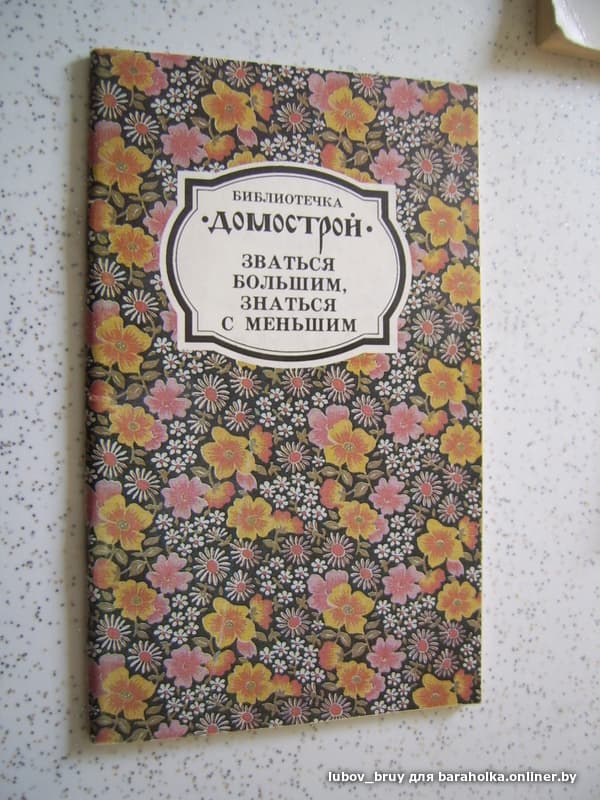 БИБЛИОТЕЧКА
·ДОМОСТРОЙ·
ЗВАТЬСЯ
БОЛЬШИМ,
ЗНАТЬСЯ
С МЕНЬШИМ
lubov_bruy для baraholka.onliner.by